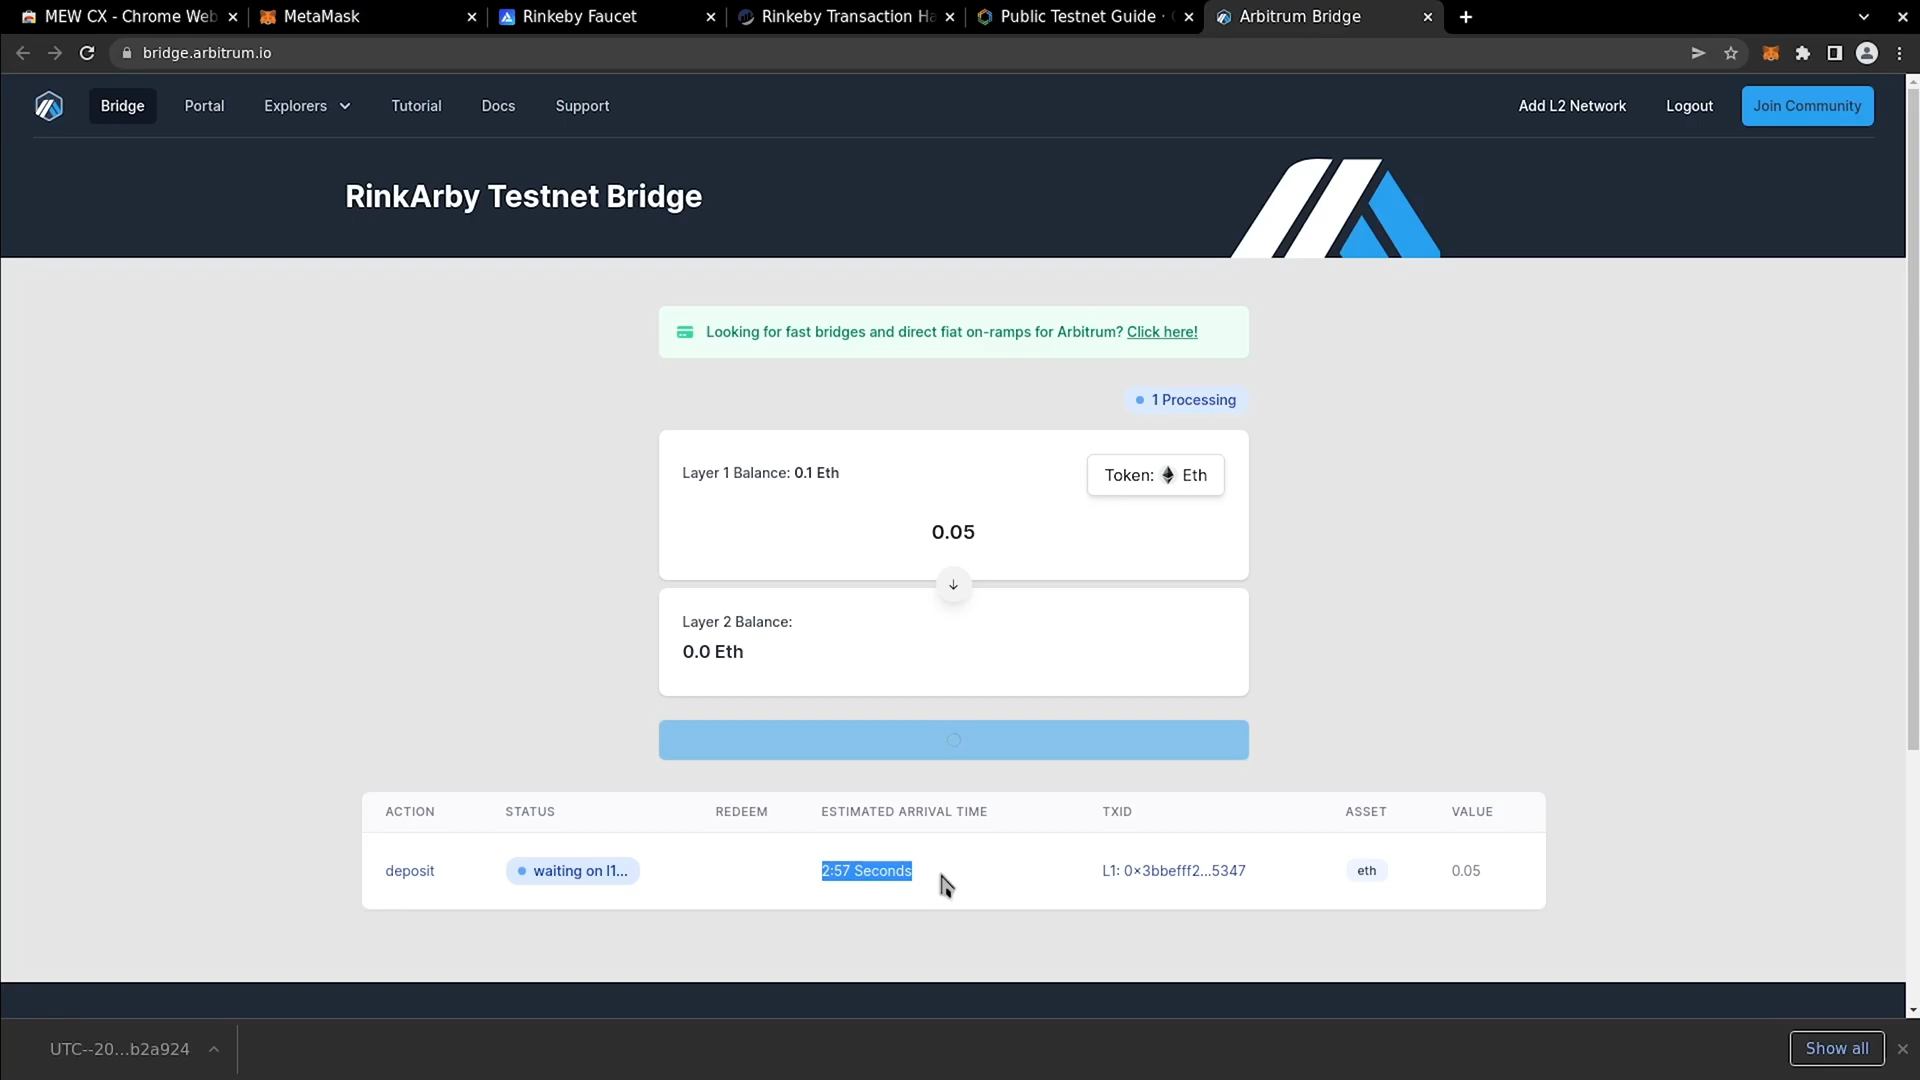 MEW CX - Chrome Web
MetaMask
Rinkeby Faucet
Rinkeby Transaction Ha
Public Testnet Guide ·
Arbitrum Bridge
bridge.arbitrum.io
Bridge
Portal
Explorers
Tutorial
Docs
Support
Add L2 Network
Logout
Join Community
RinkArby Testnet Bridge
Looking for fast bridges and direct fiat on-ramps for Arbitrum? Click here!
1 Processing
Layer 1 Balance: 0.1 Eth
Token: Eth
0.05
Layer 2 Balance:
0.0 Eth
ACTION STATUS REDEEM ESTIMATED ARRIVAL TIME TXID ASSET VALUE
deposit waiting on l1... 2:57 Seconds L1: 0×3bbefff2...5347 eth 0.05
UTC--20...b2a924
Show all